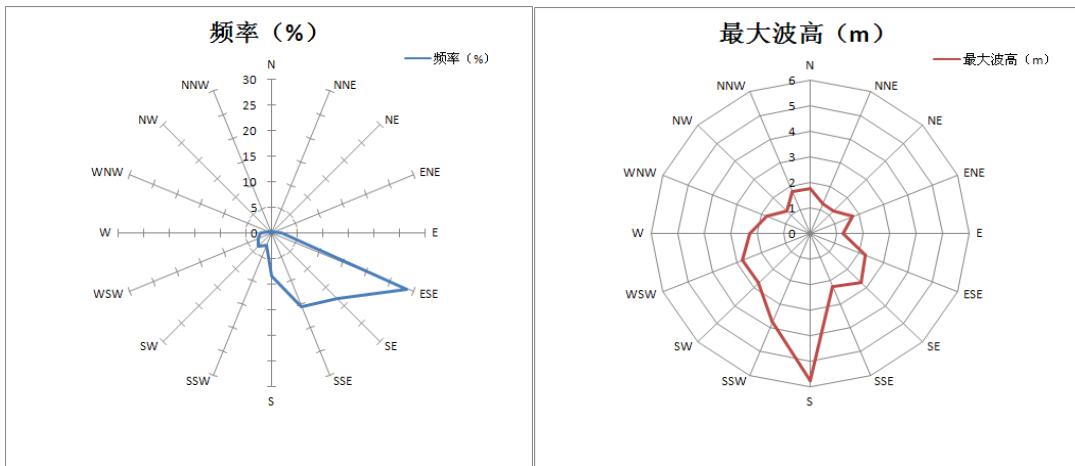 频率（%）
频率（%）
N
NNE
NE
ENE
E
ESE
SE
SSE
S
SSW
SW
WSW
W
WNW
NW
NNW
30
25
20
15
10
5
0
最大波高（m）
最大波高（m）
N
NNE
NE
ENE
E
ESE
SE
SSE
S
SSW
SW
WSW
W
WNW
NW
NNW
6
5
4
3
2
1
0